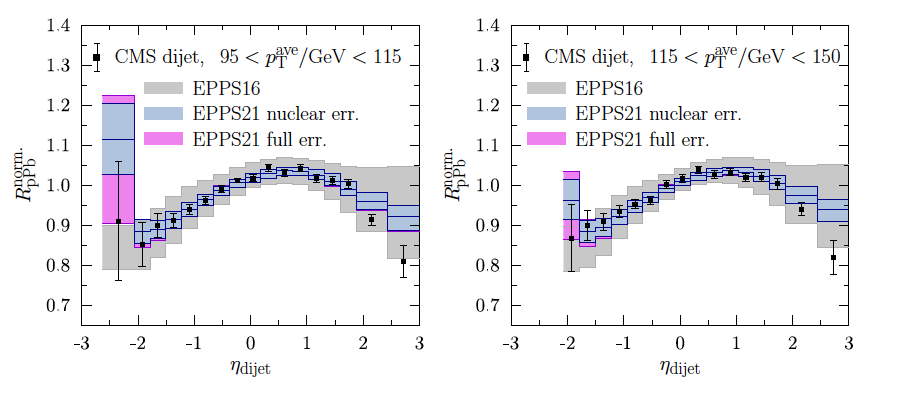 1.4
1.3
1.2
1.1
1.0
0.9
0.8
0.7
R_pPb^norm.
CMS dijet, 95 < p_T^ave/GeV < 115
EPPS16
EPPS21 nuclear err.
EPPS21 full err.
-3 -2 -1 0 1 2 3
η_dijet
1.4
1.3
1.2
1.1
1.0
0.9
0.8
0.7
R_pPb^norm.
CMS dijet, 115 < p_T^ave/GeV < 150
EPPS16
EPPS21 nuclear err.
EPPS21 full err.
-3 -2 -1 0 1 2 3
η_dijet